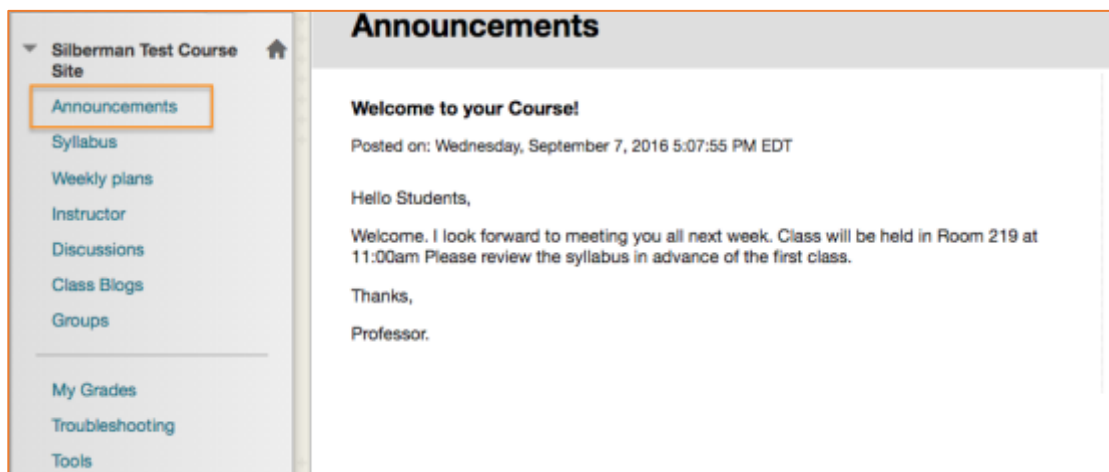 Silberman Test Course
Site
Announcements
Syllabus
Weekly plans
Instructor
Discussions
Class Blogs
Groups
My Grades
Troubleshooting
Tools
Announcements
Welcome to your Course!
Posted on: Wednesday, September 7, 2016 5:07:55 PM EDT
Hello Students,
Welcome. I look forward to meeting you all next week. Class will be held in Room 219 at
11:00am Please review the syllabus in advance of the first class.
Thanks,
Professor.